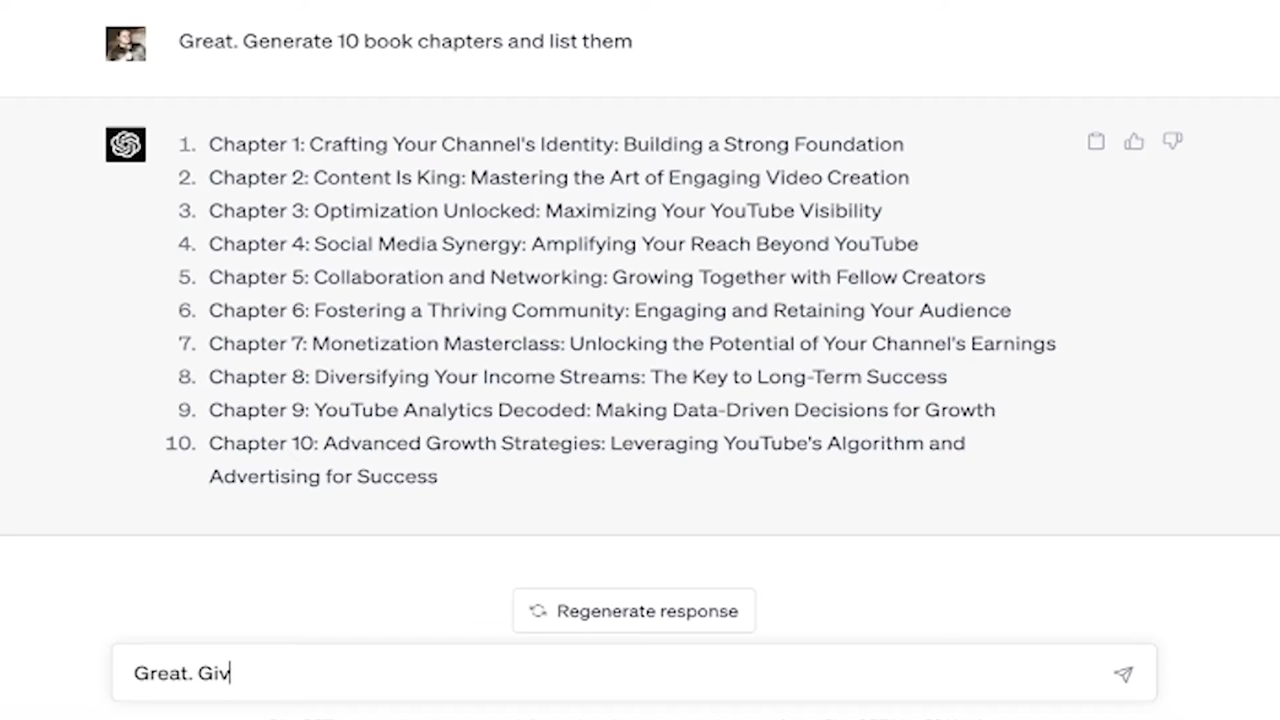 Great. Generate 10 book chapters and list them
1. Chapter 1: Crafting Your Channel's Identity: Building a Strong Foundation
2. Chapter 2: Content Is King: Mastering the Art of Engaging Video Creation
3. Chapter 3: Optimization Unlocked: Maximizing Your YouTube Visibility
4. Chapter 4: Social Media Synergy: Amplifying Your Reach Beyond YouTube
5. Chapter 5: Collaboration and Networking: Growing Together with Fellow Creators
6. Chapter 6: Fostering a Thriving Community: Engaging and Retaining Your Audience
7. Chapter 7: Monetization Masterclass: Unlocking the Potential of Your Channel's Earnings
8. Chapter 8: Diversifying Your Income Streams: The Key to Long-Term Success
9. Chapter 9: YouTube Analytics Decoded: Making Data-Driven Decisions for Growth
10. Chapter 10: Advanced Growth Strategies: Leveraging YouTube's Algorithm and
Advertising for Success
Regenerate response
Great. Giv